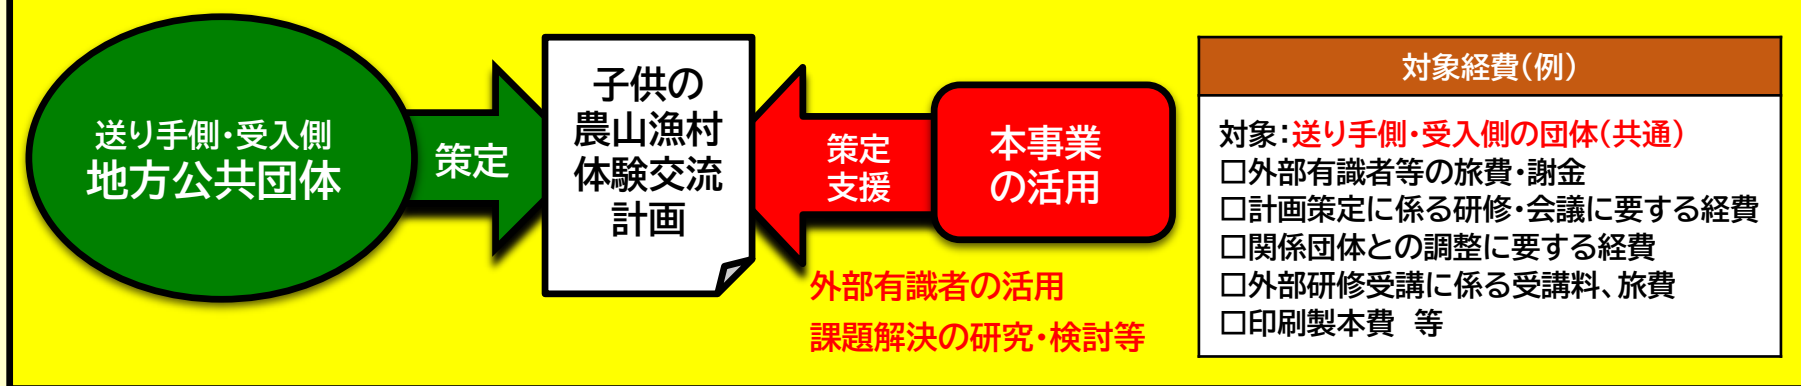 送り手側・受入側
地方公共団体
策定
子供の
農山漁村
体験交流
計画
策定
支援
本事業
の活用
外部有識者の活用
課題解決の研究・検討等
対象経費(例)
対象:送り手側・受入側の団体(共通)
□外部有識者等の旅費・謝金
□計画策定に係る研修・会議に要する経費
□関係団体との調整に要する経費
□外部研修受講に係る受講料、旅費
□印刷製本費 等